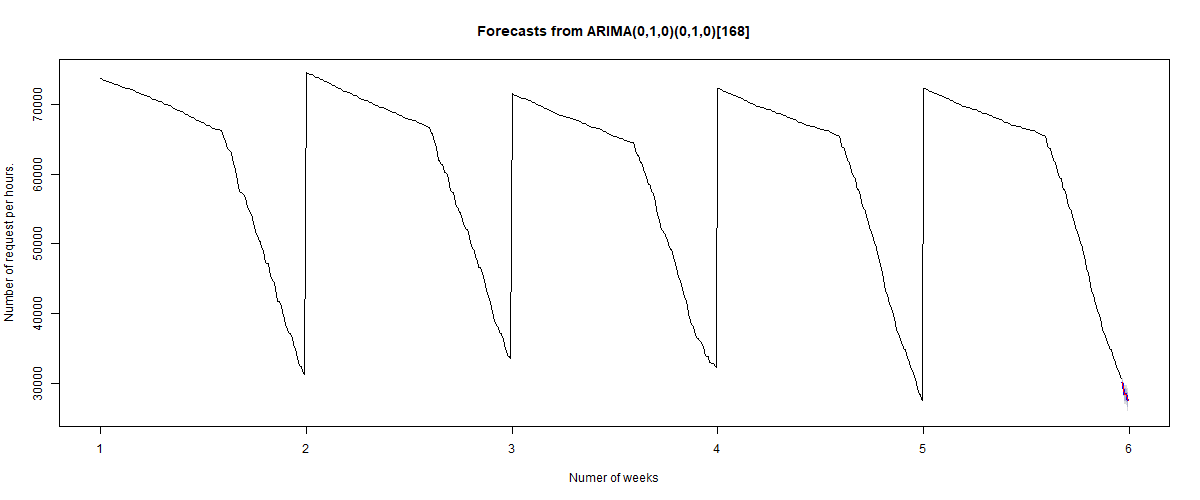 Forecasts from ARIMA(0,1,0)(0,1,0)[168]
Number of request per hours.
70000
60000
50000
40000
30000
1 2 3 4 5 6
Numer of weeks